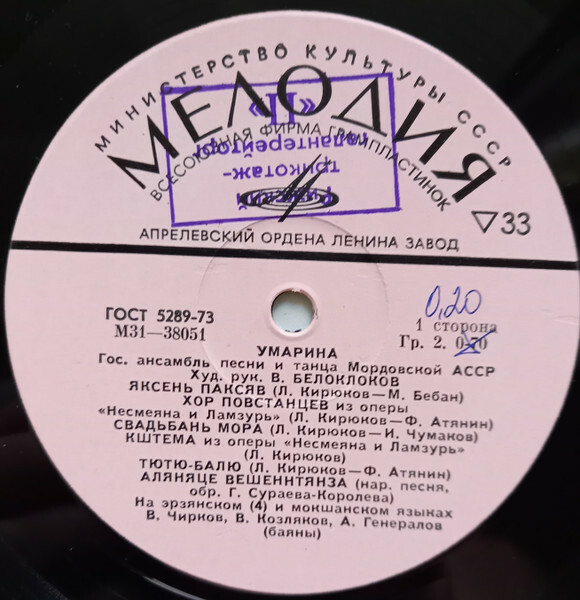 МИНИСТЕРСТВО КУЛЬТУРЫ СССР
МЕЛОДИЯ
ВСЕСОЮЗНАЯ ФИРМА ГРАМПЛАСТИНОК
трикотаж-
«П»
АПРЕЛЕВСКИЙ ОРДЕНА ЛЕНИНА ЗАВОД
▽33
ГОСТ 5289-73
М31—38051
0,20
1 сторона
Гр. 2. 0-70
УМАРИНА
Гос. ансамбль песни и танца Мордовской АССР
Худ. рук. В. БЕЛОКЛОКОВ
ЯКСЕНЬ ПАКСЯВ (Л. Кирюков—М. Бебан)
ХОР ПОВСТАНЦЕВ из оперы
«Несмеяна и Ламзурь» (Л. Кирюков—Ф. Атянин)
СВАДЬБАНЬ МОРА (Л. Кирюков—И. Чумаков)
КШТЕМА из оперы «Несмеяна и Ламзурь»
(Л. Кирюков)
ТЮТЮ-БАЛЮ (Л. Кирюков—Ф. Атянин)
АЛЯНЯЦЕ ВЕШЕННТЯНЗА (нар. песня,
обр. Г. Сураева-Королева)
На эрзянском (4) и мокшанском языках
В. Чирков, В. Козляков, А. Генералов
(баяны)